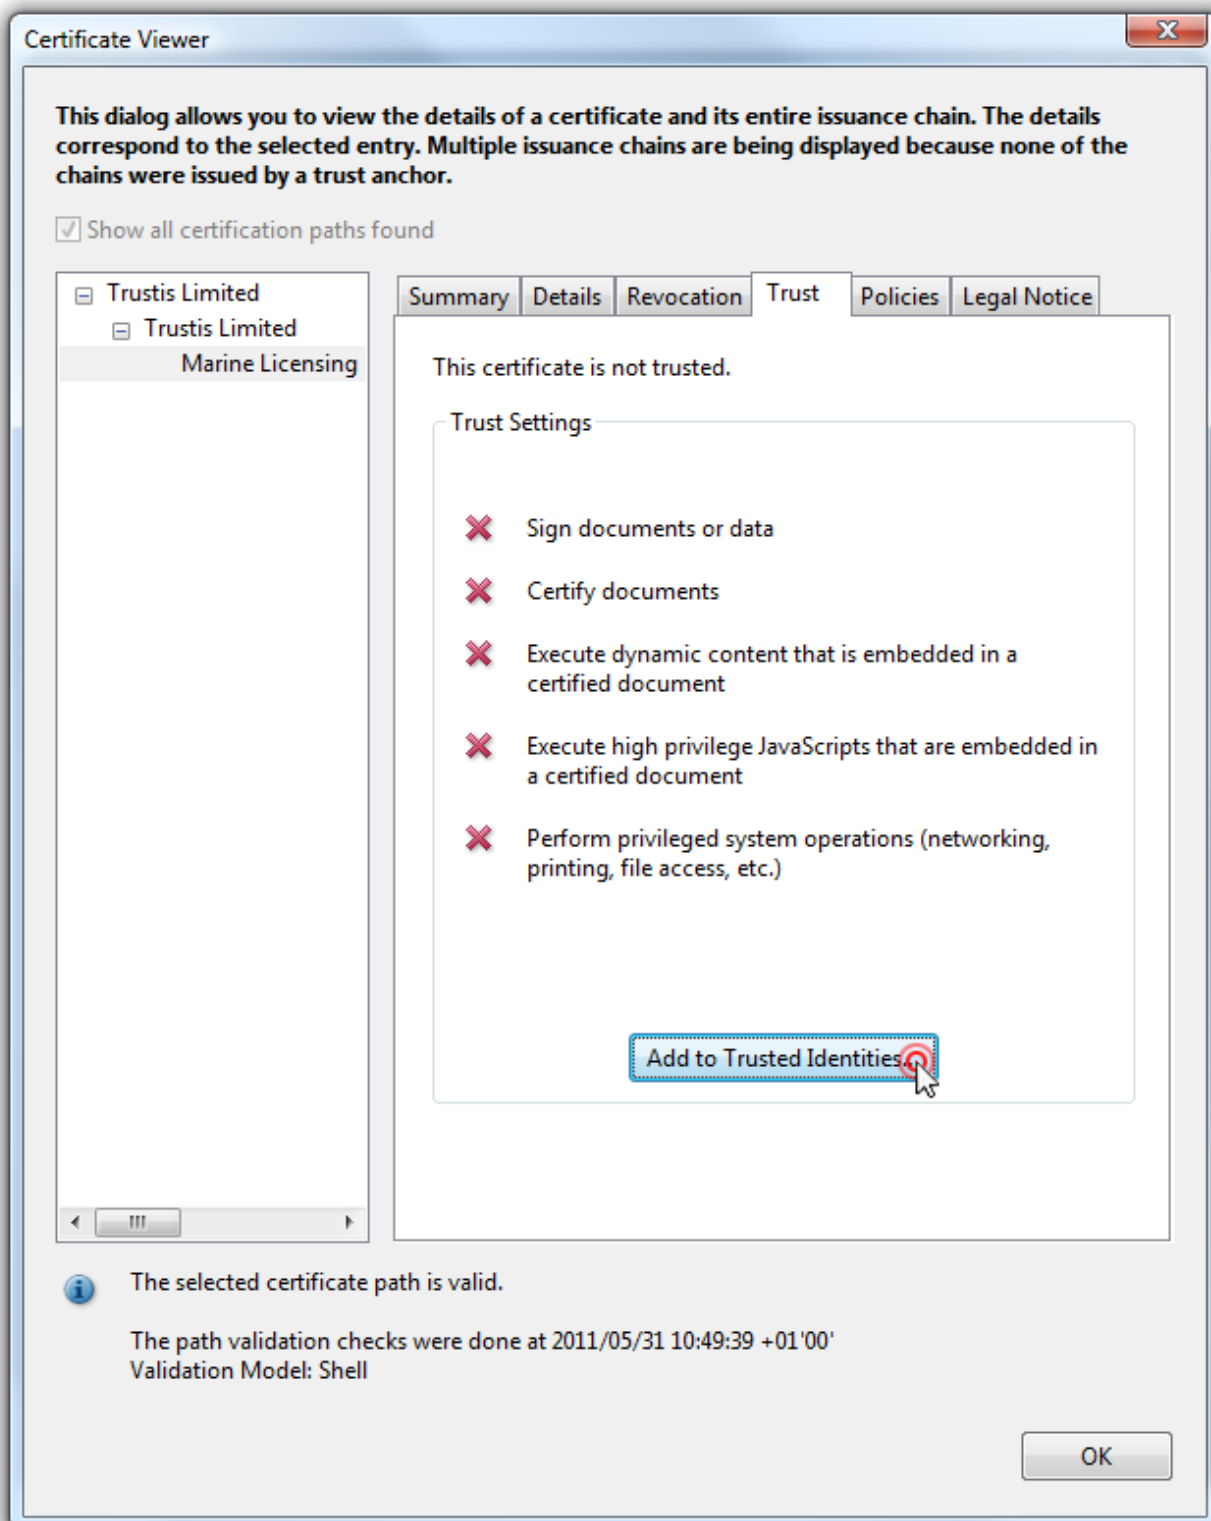 Certificate Viewer
This dialog allows you to view the details of a certificate and its entire issuance chain. The details
correspond to the selected entry. Multiple issuance chains are being displayed because none of the
chains were issued by a trust anchor.
Show all certification paths found
Trustis Limited
Trustis Limited
Marine Licensing
Summary Details Revocation Trust Policies Legal Notice
This certificate is not trusted.
Trust Settings
Sign documents or data
Certify documents
Execute dynamic content that is embedded in a
certified document
Execute high privilege JavaScripts that are embedded in
a certified document
Perform privileged system operations (networking,
printing, file access, etc.)
Add to Trusted Identities...
The selected certificate path is valid.
The path validation checks were done at 2011/05/31 10:49:39 +01'00'
Validation Model: Shell
OK